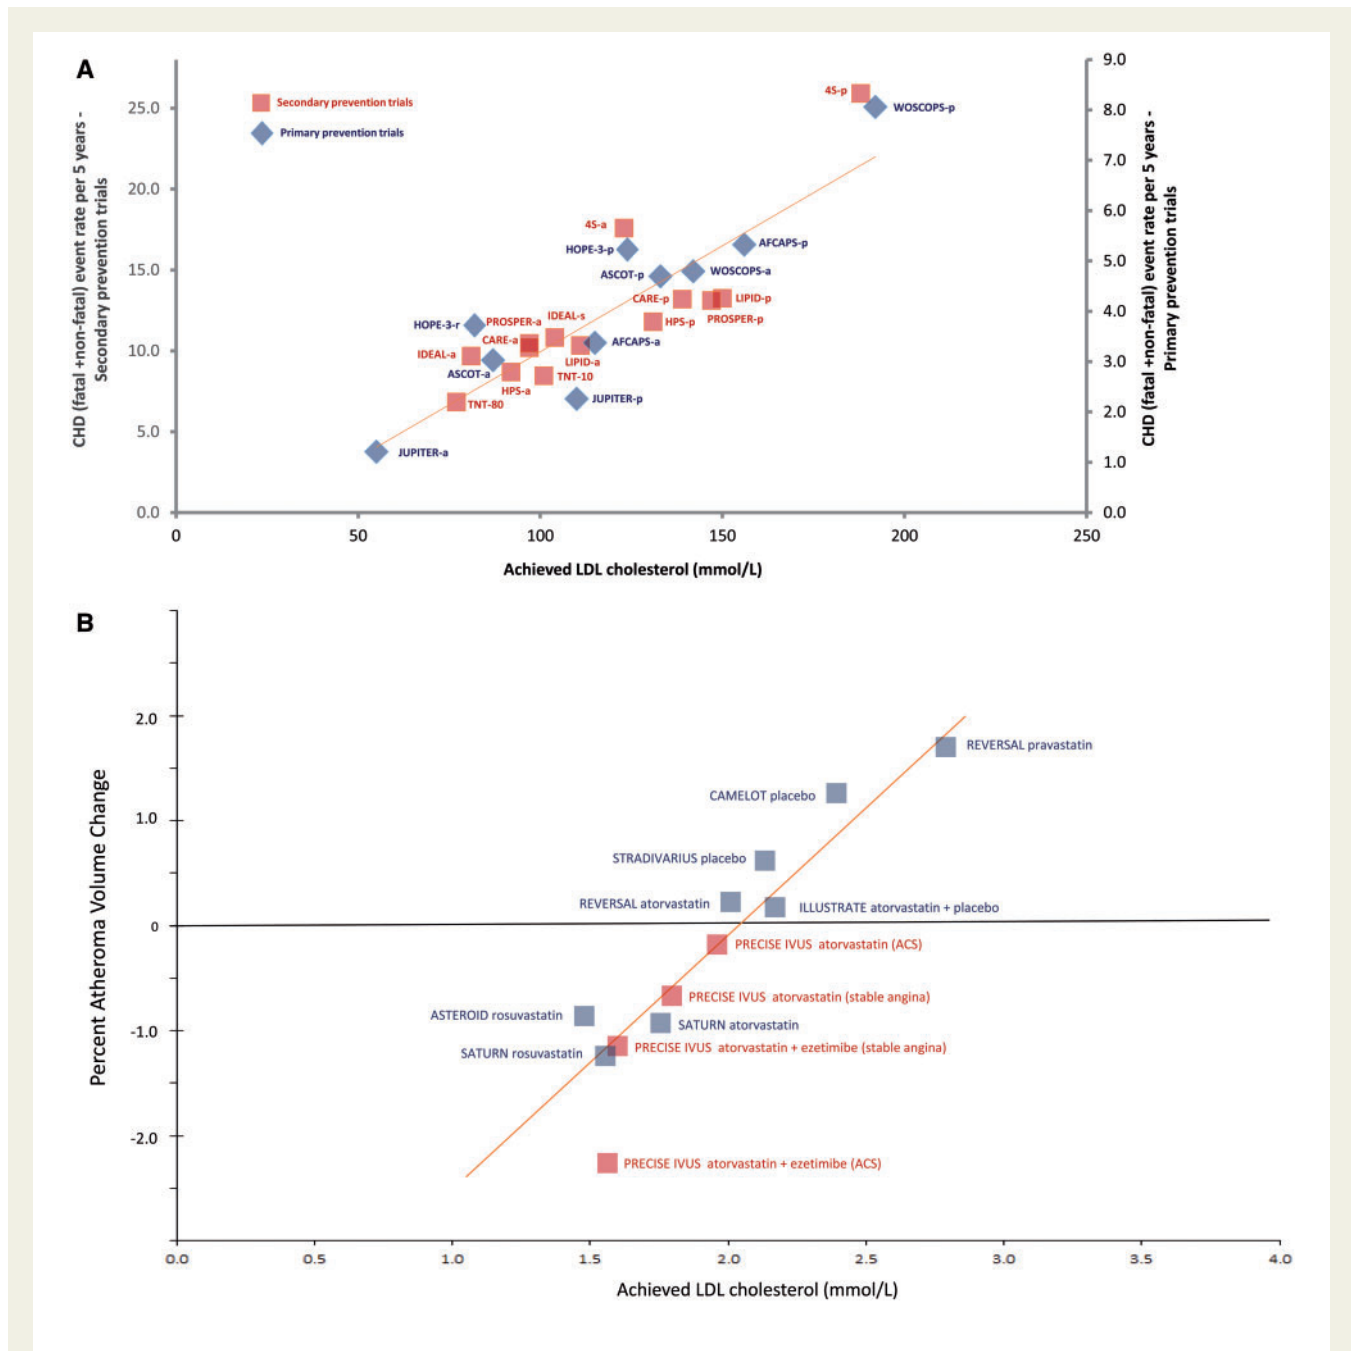 A
Secondary prevention trials
Primary prevention trials
CHD (fatal +non-fatal) event rate per 5 years -
Secondary prevention trials
25.0
20.0
15.0
10.0
5.0
0.0
9.0
8.0
7.0
6.0
5.0
4.0
3.0
2.0
1.0
0.0
CHD (fatal +non-fatal) event rate per 5 years -
Primary prevention trials
4S-p
WOSCOPS-p
4S-a
HOPE-3-p
AFCAPS-p
ASCOT-p
WOSCOPS-a
CARE-p
LIPID-p
HPS-p
PROSPER-p
HOPE-3-r
PROSPER-a
IDEAL-s
CARE-a
AFCAPS-a
IDEAL-a
LIPID-a
ASCOT-a
TNT-10
HPS-a
JUPITER-p
TNT-80
JUPITER-a
0
50
100
150
200
250
Achieved LDL cholesterol (mmol/L)
B
Percent Atheroma Volume Change
2.0
1.0
0
-1.0
-2.0
REVERSAL pravastatin
CAMELOT placebo
STRADIVARIUS placebo
REVERSAL atorvastatin
ILLUSTRATE atorvastatin + placebo
PRECISE IVUS atorvastatin (ACS)
PRECISE IVUS atorvastatin (stable angina)
ASTEROID rosuvastatin
SATURN atorvastatin
PRECISE IVUS atorvastatin + ezetimibe (stable angina)
SATURN rosuvastatin
PRECISE IVUS atorvastatin + ezetimibe (ACS)
0.0
0.5
1.0
1.5
2.0
2.5
3.0
3.5
4.0
Achieved LDL cholesterol (mmol/L)